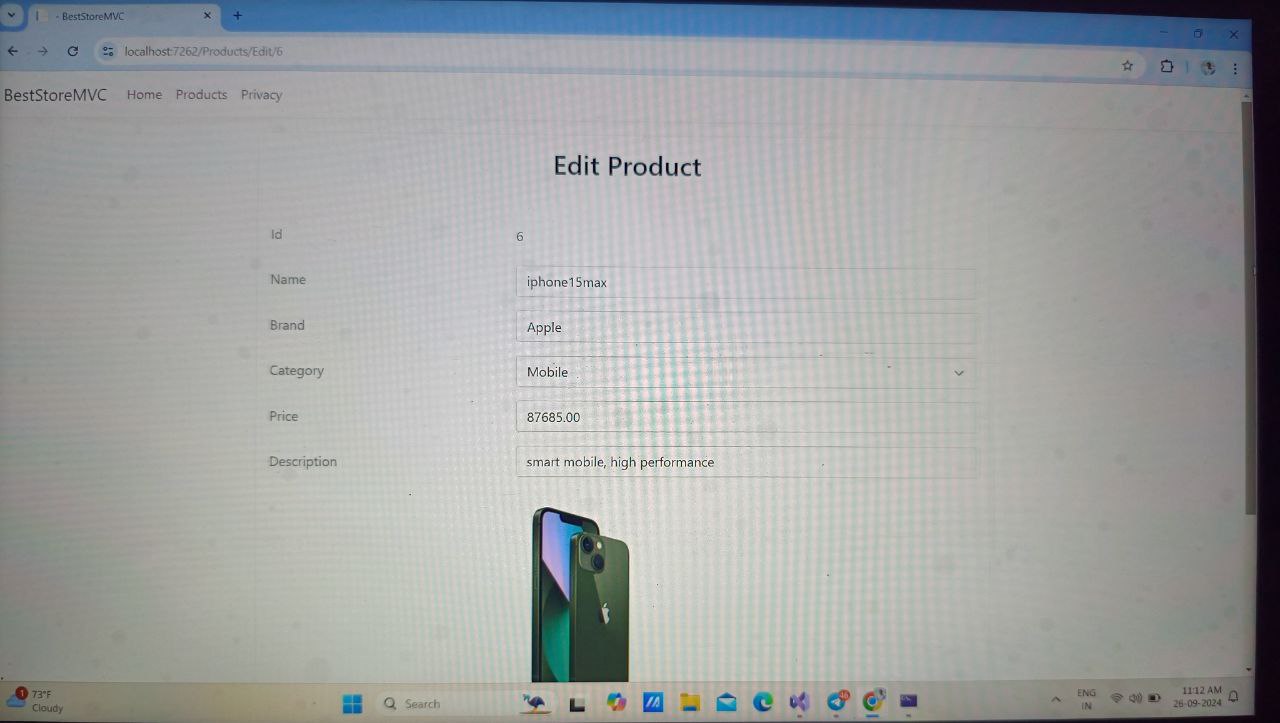 - BestStoreMVC
localhost:7262/Products/Edit/6
BestStoreMVC Home Products Privacy
Edit Product
Id 6
Name iphone15max
Brand Apple
Category Mobile
Price 87685.00
Description smart mobile, high performance
1 73°F
Cloudy
Search
46
ENG
IN
11:12 AM
26-09-2024